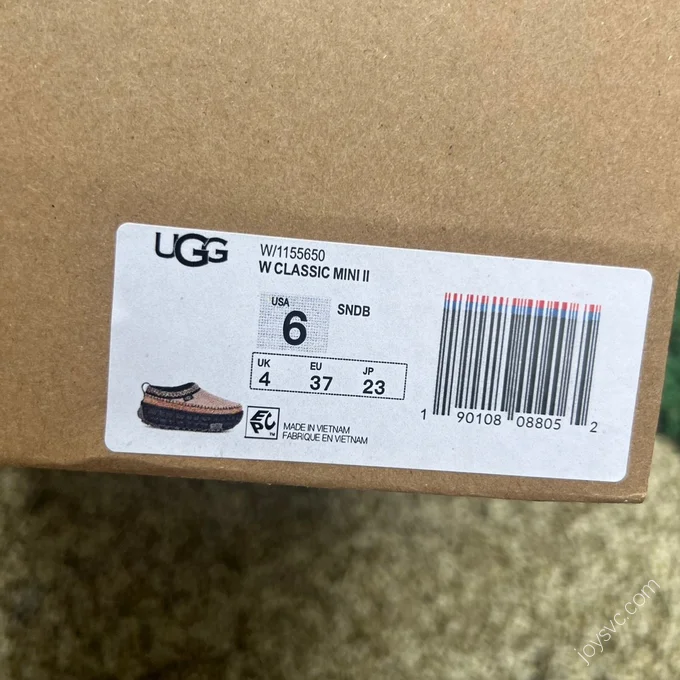 UGG
W/1155650
W CLASSIC MINI II
USA
6
SNDB
UK EU JP
4 37 23
EPC™
MADE IN VIETNAM
FABRIQUE EN VIETNAM
1 90108 08805 2
joysvc.com